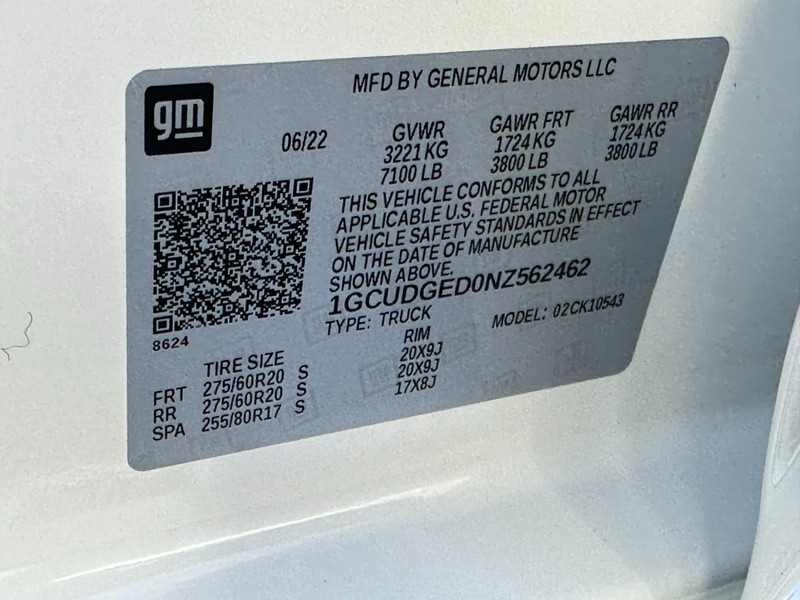 MFD BY GENERAL MOTORS LLC
gm
06/22
GVWR GAWR FRT GAWR RR
3221 KG 1724 KG 1724 KG
7100 LB 3800 LB 3800 LB
THIS VEHICLE CONFORMS TO ALL
APPLICABLE U.S. FEDERAL MOTOR
VEHICLE SAFETY STANDARDS IN EFFECT
ON THE DATE OF MANUFACTURE
SHOWN ABOVE.
1GCUDGED0NZ562462
TYPE: TRUCK MODEL: 02CK10543
8624
TIRE SIZE RIM
FRT 275/60R20 S 20X9J
RR 275/60R20 S 20X9J
SPA 255/80R17 S 17X8J